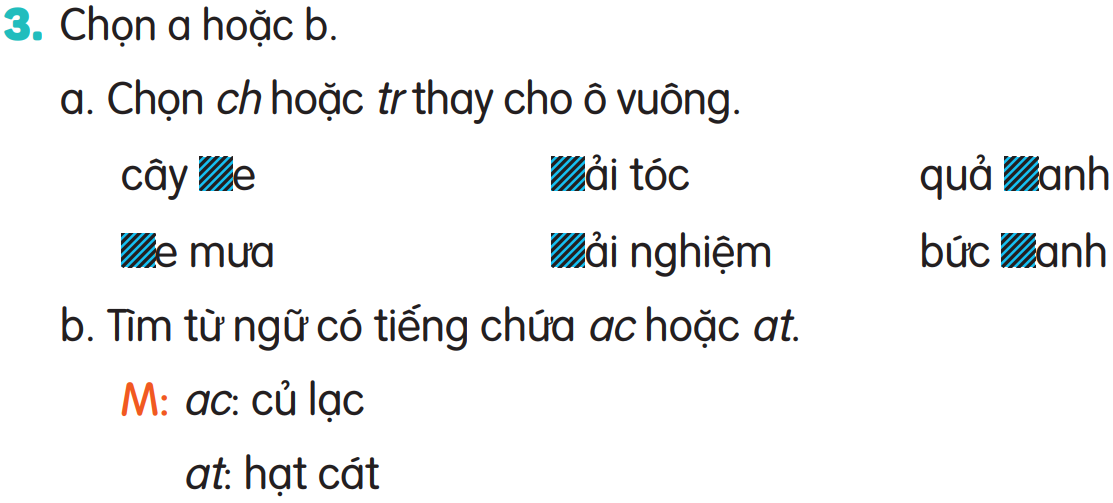 3. Chọn a hoặc b.
a. Chọn ch hoặc tr thay cho ô vuông.
cây e ải tóc quả anh
e mưa ải nghiệm bức anh
b. Tìm từ ngữ có tiếng chứa ac hoặc at.
M: ac: củ lạc
at: hạt cát